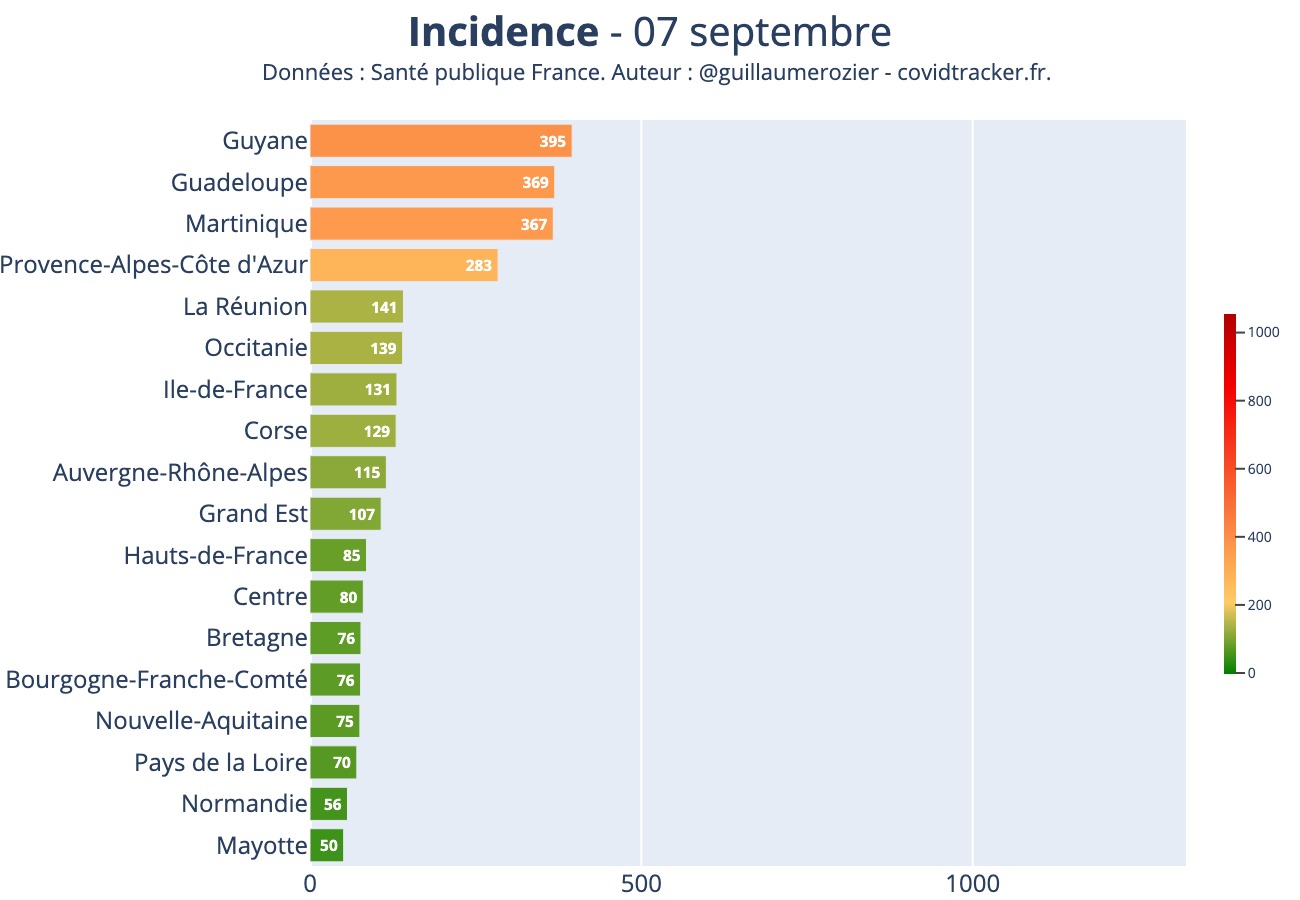 Incidence - 07 septembre
Données : Santé publique France. Auteur : @guillaumerozier - covidtracker.fr.
Guyane 395
Guadeloupe 369
Martinique 367
Provence-Alpes-Côte d'Azur 283
La Réunion 141
Occitanie 139
Ile-de-France 131
Corse 129
Auvergne-Rhône-Alpes 115
Grand Est 107
Hauts-de-France 85
Centre 80
Bretagne 76
Bourgogne-Franche-Comté 76
Nouvelle-Aquitaine 75
Pays de la Loire 70
Normandie 56
Mayotte 50
0 500 1000
1000
800
600
400
200
0